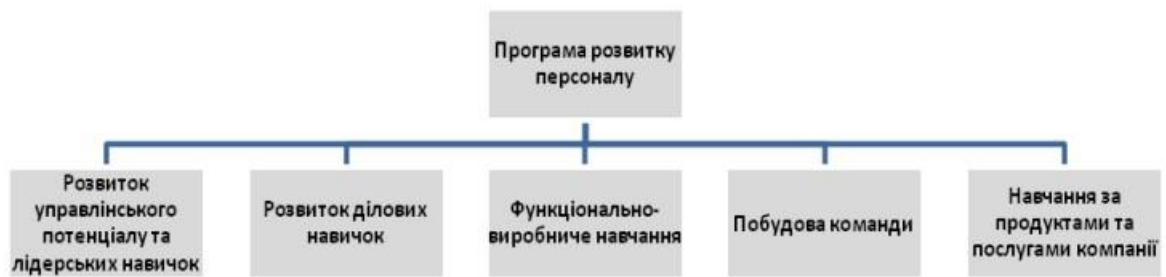 Програма розвитку
персоналу
Розвиток
управлінського
потенціалу та
лідерських навичок
Розвиток ділових
навичок
Функціонально-
виробниче навчання
Побудова команди
Навчання за
продуктами та
послугами компанії